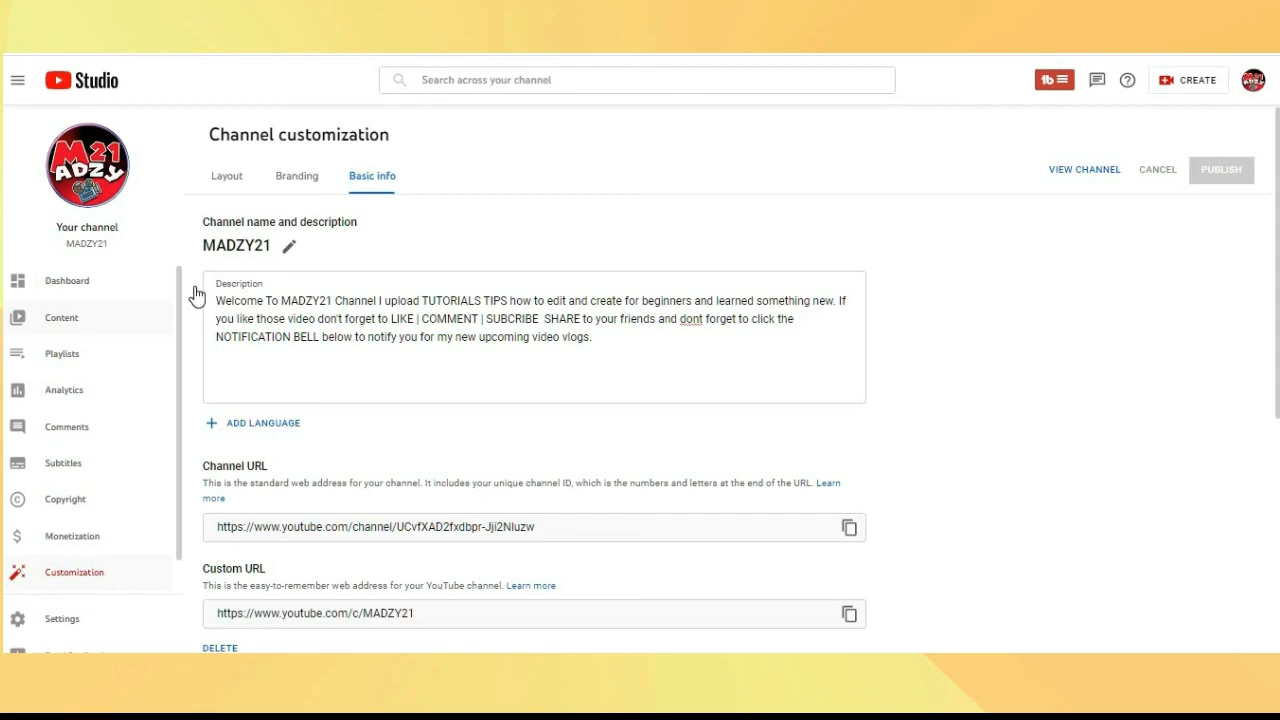 Studio
Search across your channel
CREATE
M 21
ADZY
Your channel
MADZY21
Dashboard
Content
Playlists
Analytics
Comments
Subtitles
Copyright
Monetization
Customization
Settings
Channel customization
Layout
Branding
Basic info
VIEW CHANNEL
CANCEL
PUBLISH
Channel name and description
MADZY21
Description
Welcome To MADZY21 Channel I upload TUTORIALS TIPS how to edit and create for beginners and learned something new. If
you like those video don't forget to LIKE | COMMENT | SUBCRIBE  SHARE to your friends and dont forget to click the
NOTIFICATION BELL below to notify you for my new upcoming video vlogs.
ADD LANGUAGE
Channel URL
This is the standard web address for your channel. It includes your unique channel ID, which is the numbers and letters at the end of the URL. Learn
more
https://www.youtube.com/channel/UCvfXAD2fxdbpr-Jji2NIuzw
Custom URL
This is the easy-to-remember web address for your YouTube channel. Learn more
https://www.youtube.com/c/MADZY21
DELETE